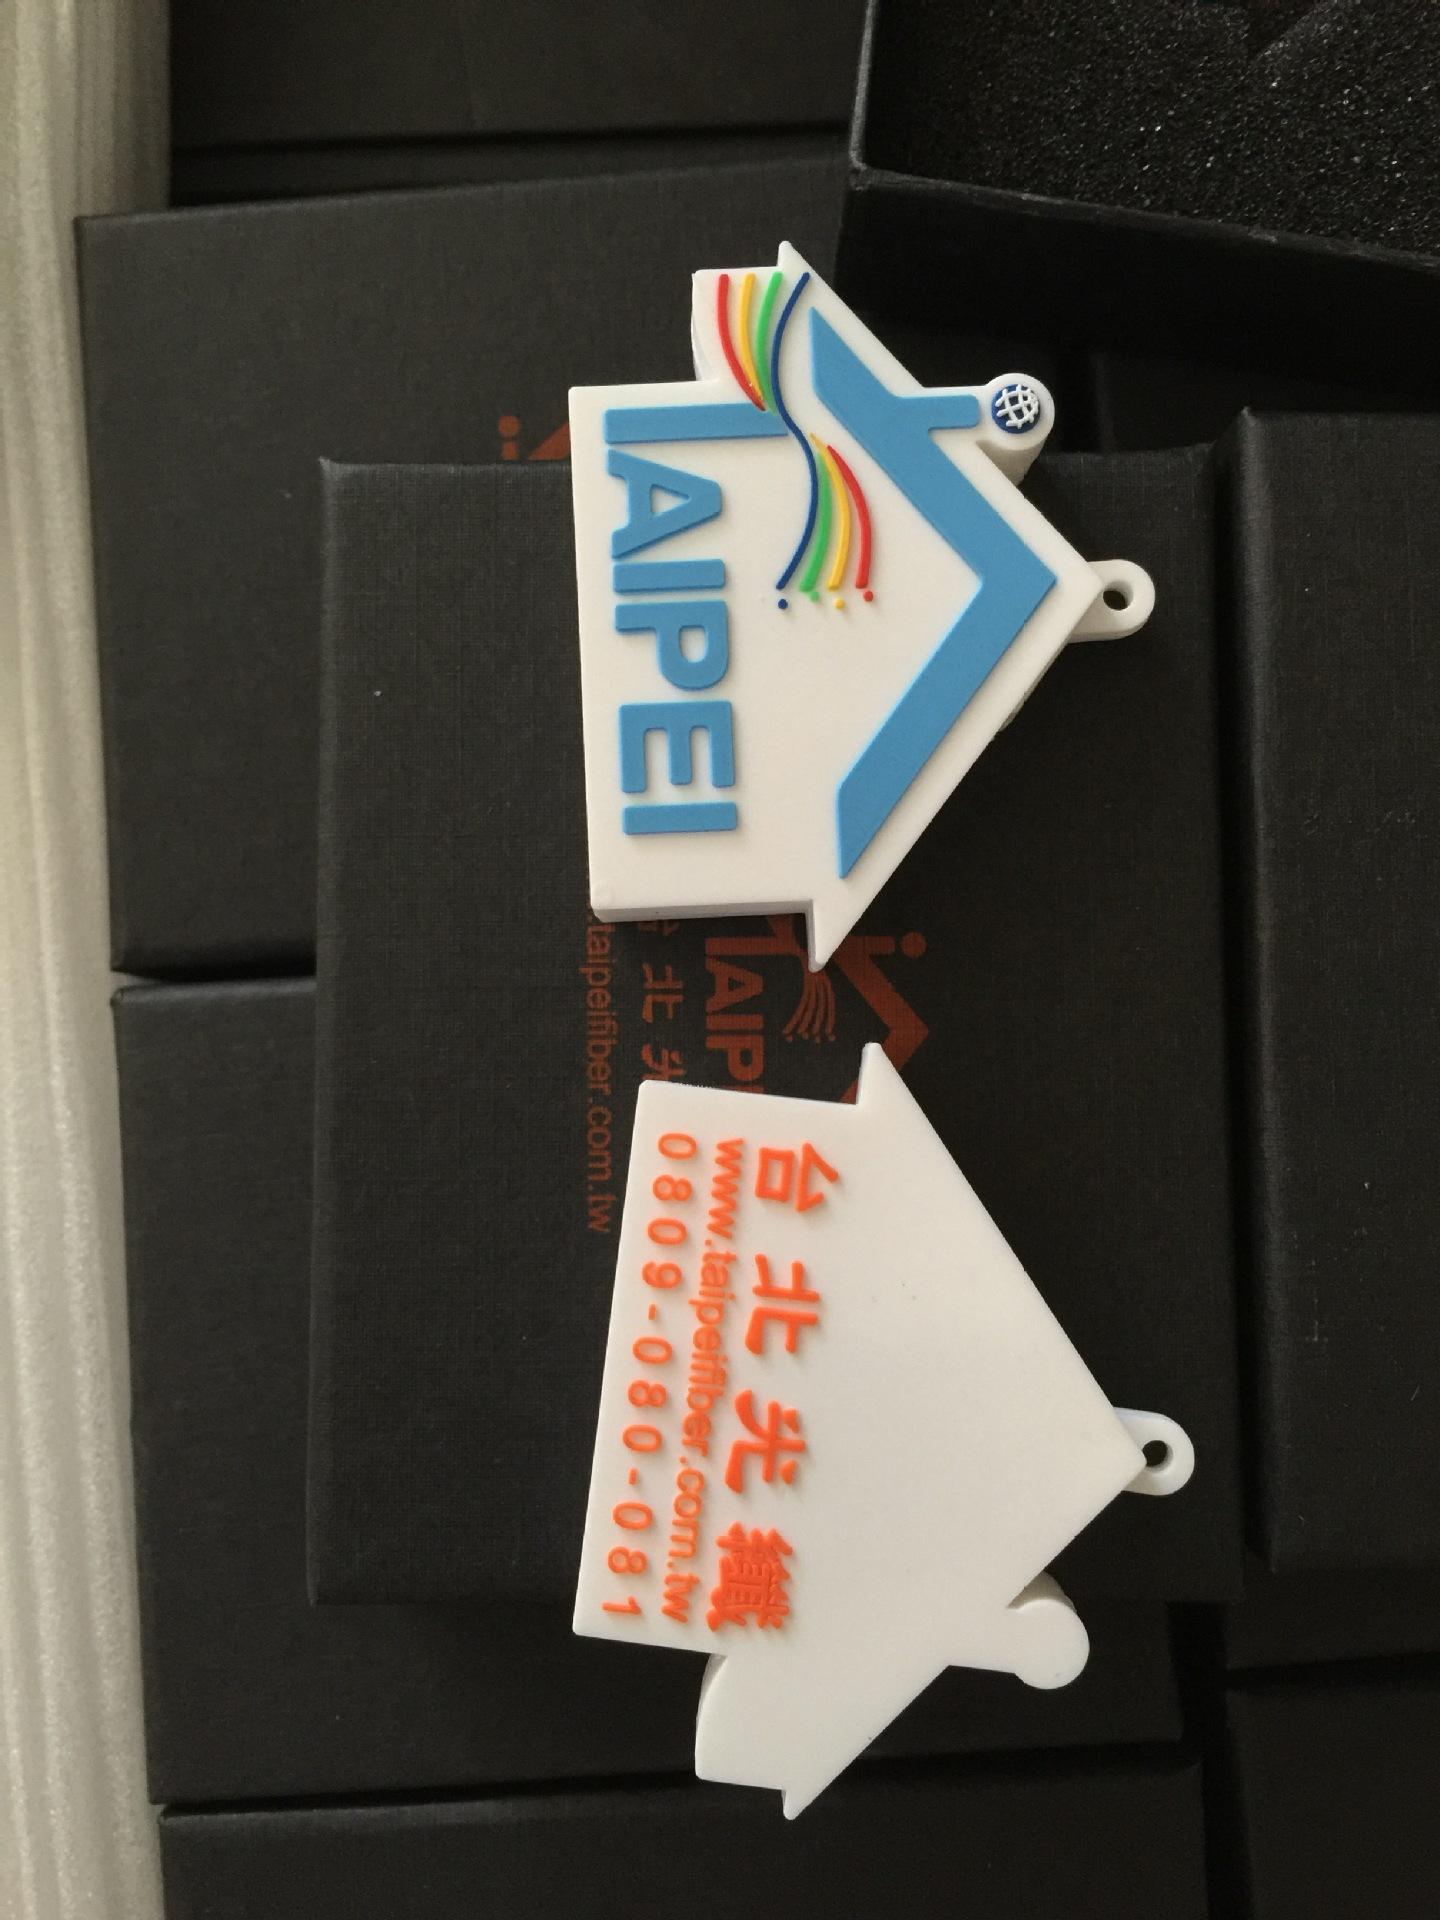 TAIPEI
台北光纖
www.taipeifiber.com.tw
0809-080-081
TAIP
台北光
.taipeifiber.com.tw